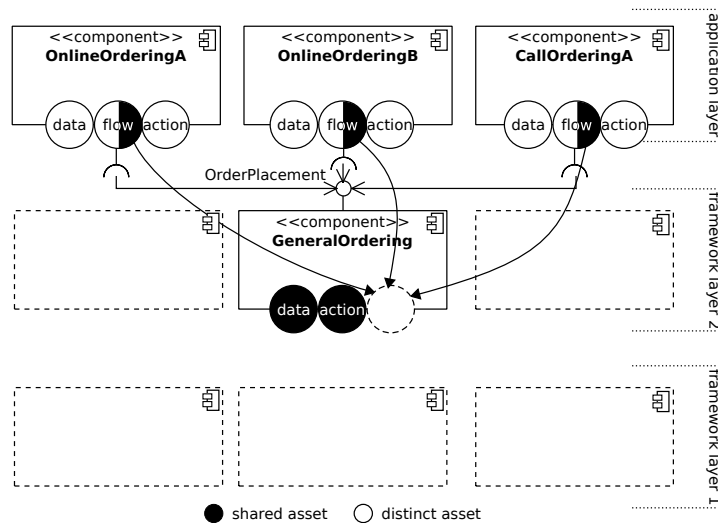 <<component>>
OnlineOrderingA
<<component>>
OnlineOrderingB
<<component>>
CallOrderingA
application layer
data
flow
action
data
flow
action
data
flow
action
OrderPlacement
<<component>>
GeneralOrdering
framework layer 2
data
action
framework layer 1
shared asset
distinct asset